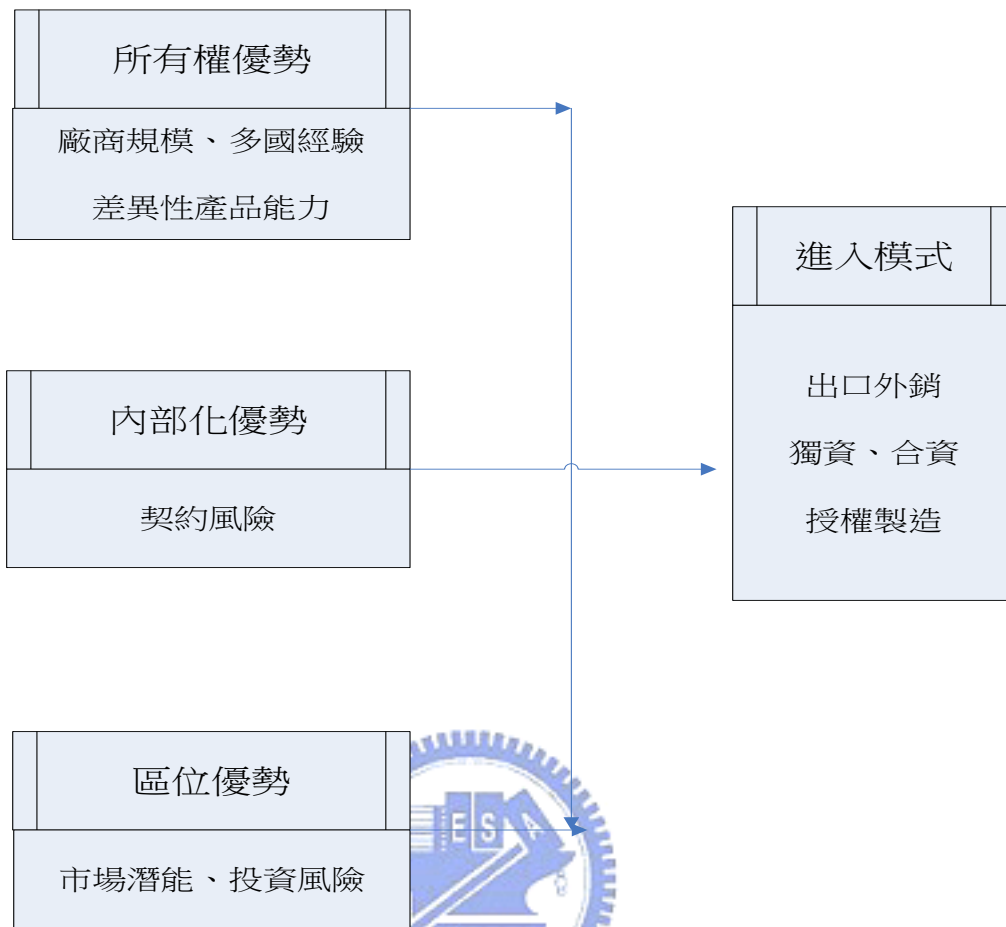 所有權優勢
廠商規模、多國經驗
差異性產品能力
進入模式
出口外銷
獨資、合資
授權製造
內部化優勢
契約風險
區位優勢
市場潛能、投資風險
ESA